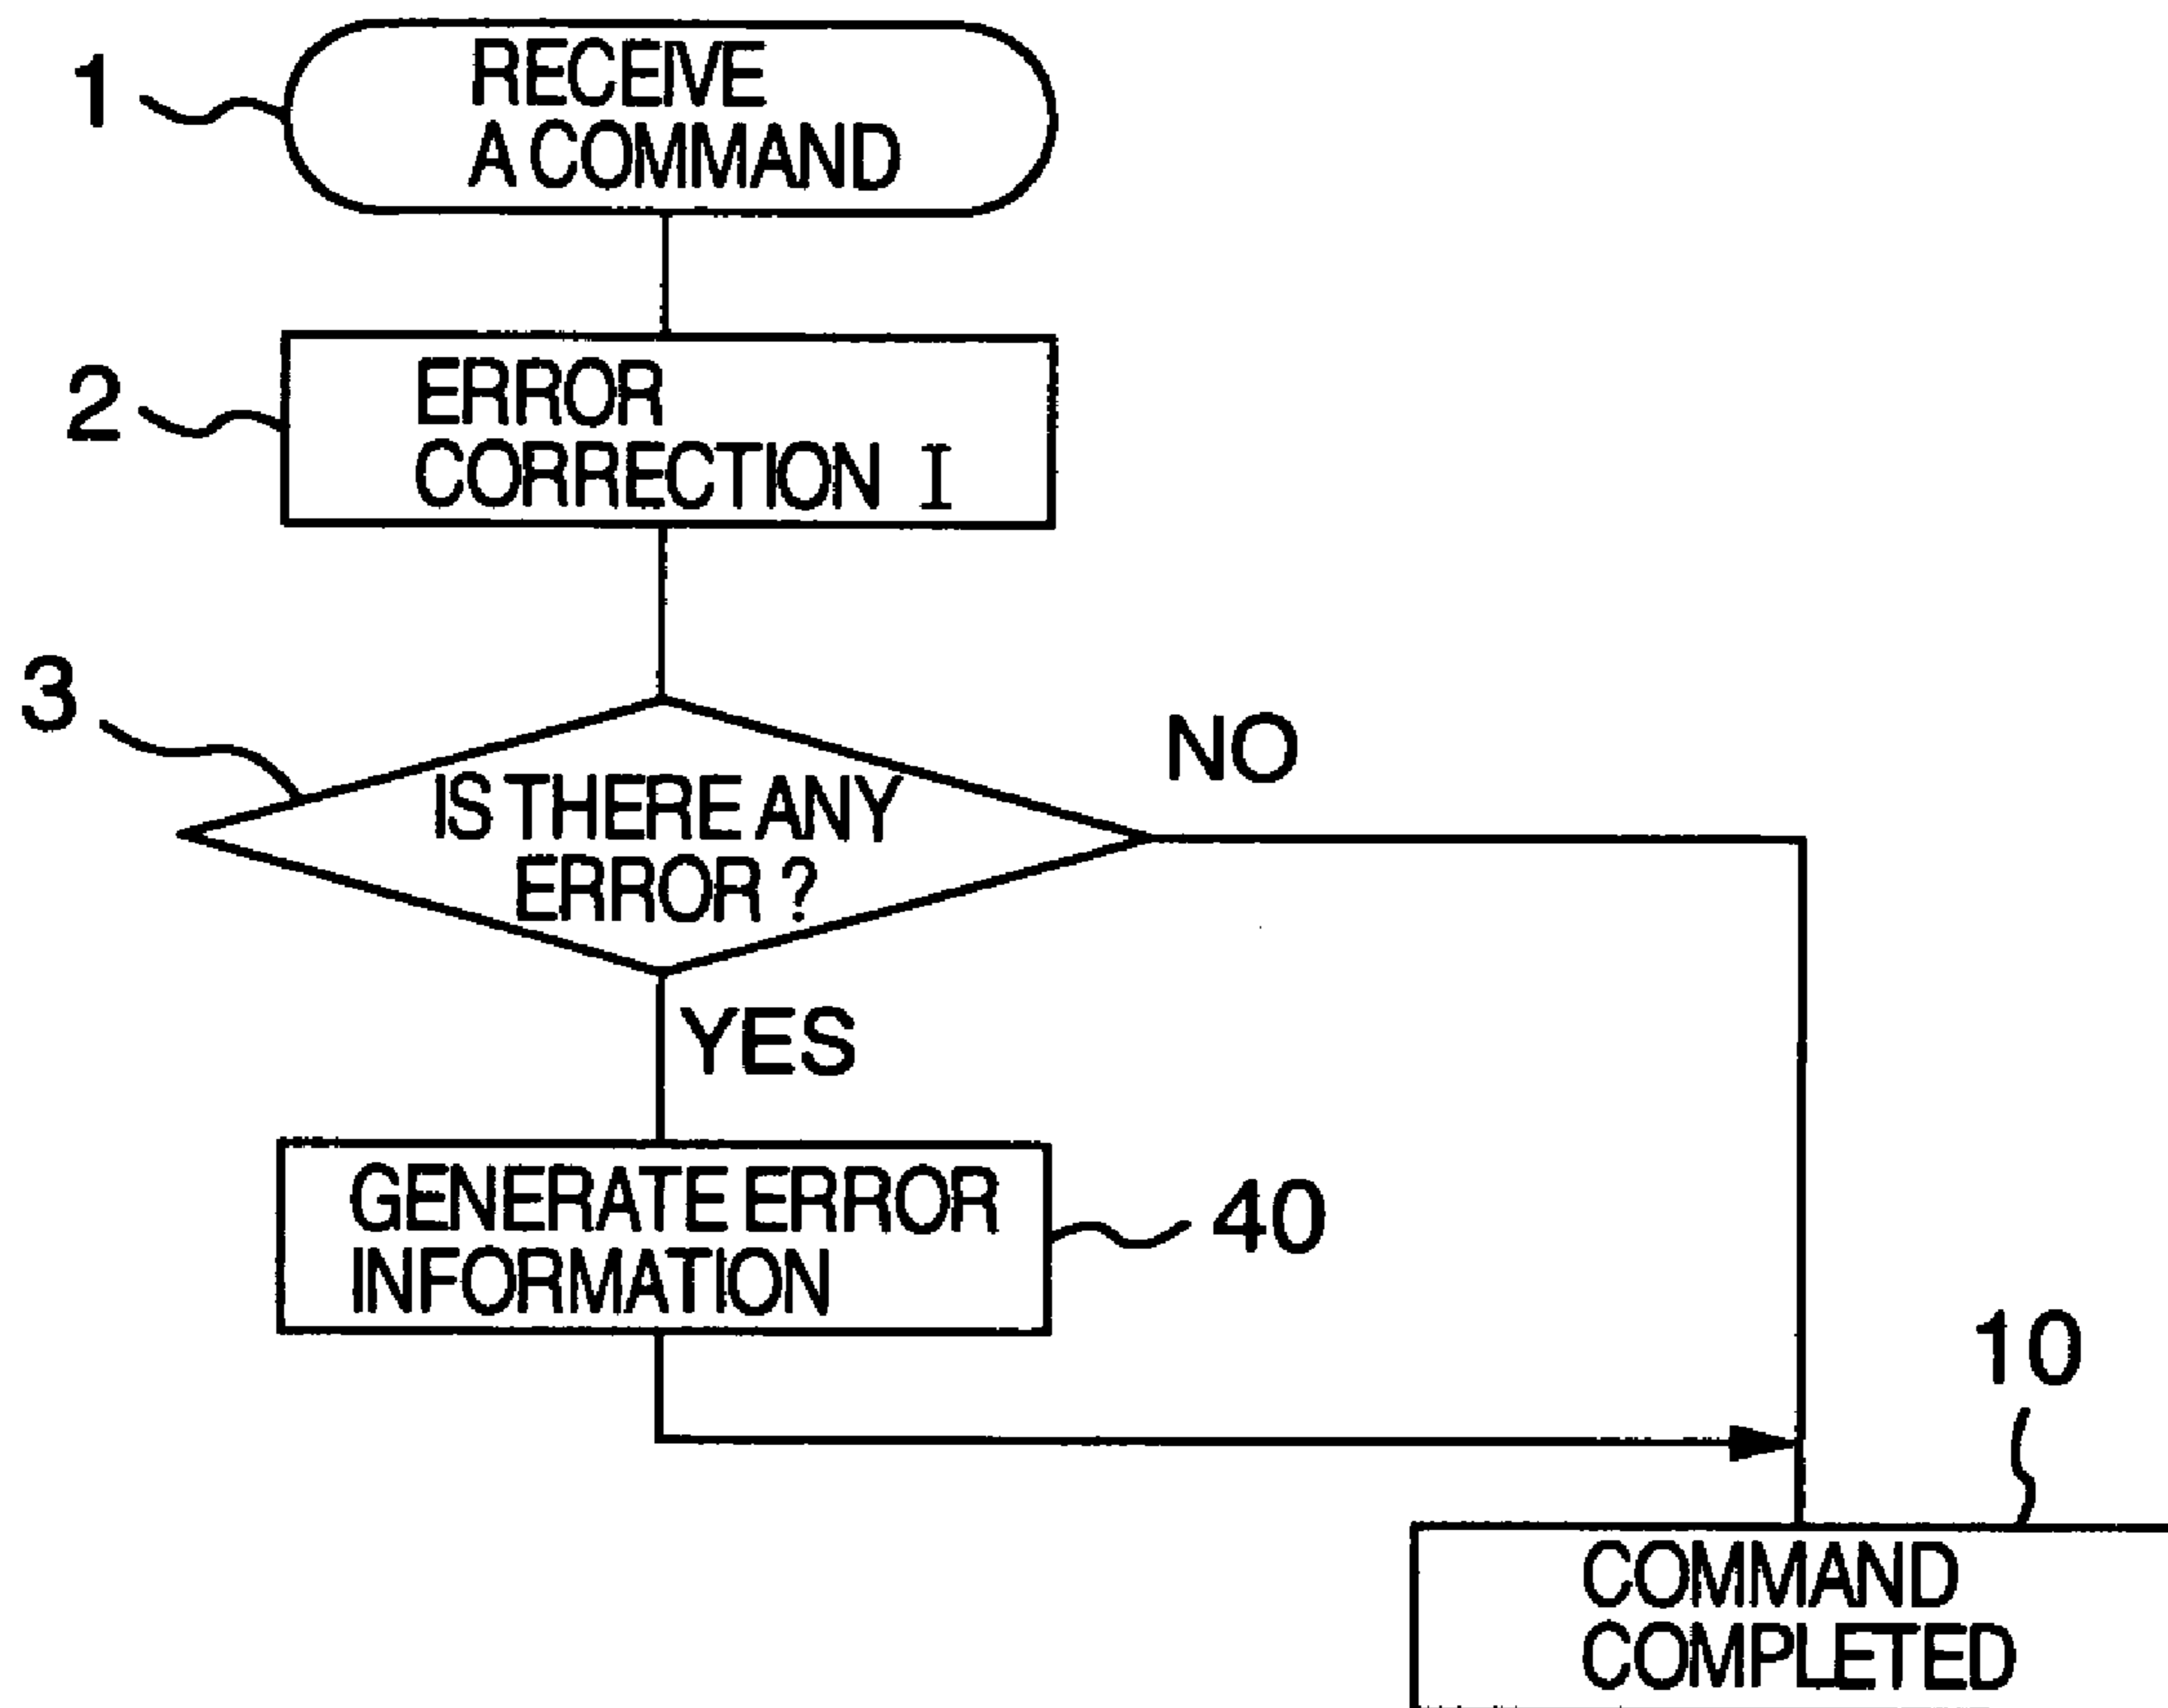 1
RECEIVE
A COMMAND
2
ERROR
CORRECTION I
3
NO
IS THERE ANY
ERROR ?
YES
GENERATE ERROR
INFORMATION
40
10
COMMAND
COMPLETED